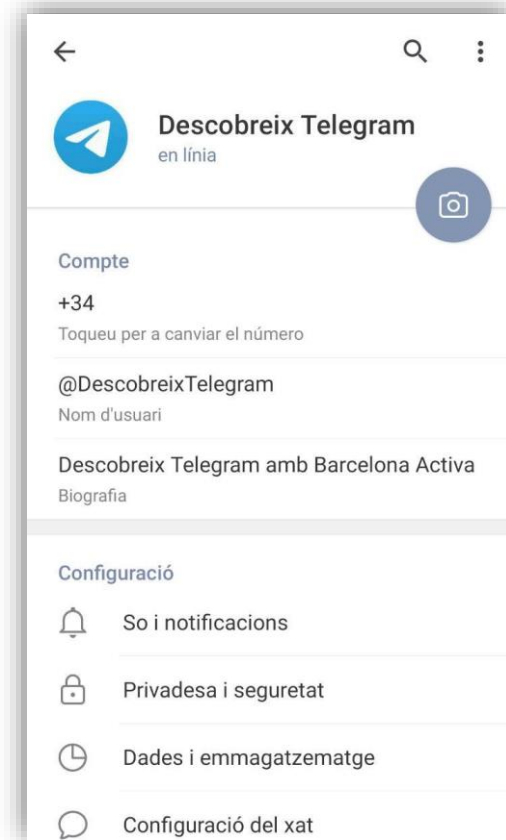 Descobreix Telegram
en línia
Compte
+34
Toqueu per a canviar el número
@DescobreixTelegram
Nom d'usuari
Descobreix Telegram amb Barcelona Activa
Biografia
Configuració
So i notificacions
Privadesa i seguretat
Dades i emmagatzematge
Configuració del xat